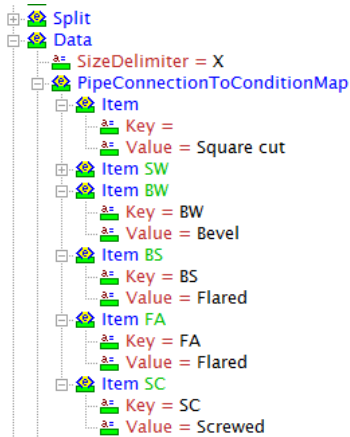 Split
Data
SizeDelimiter = X
PipeConnectionToConditionMap
Item
Key =
Value = Square cut
Item SW
Item BW
Key = BW
Value = Bevel
Item BS
Key = BS
Value = Flared
Item FA
Key = FA
Value = Flared
Item SC
Key = SC
Value = Screwed